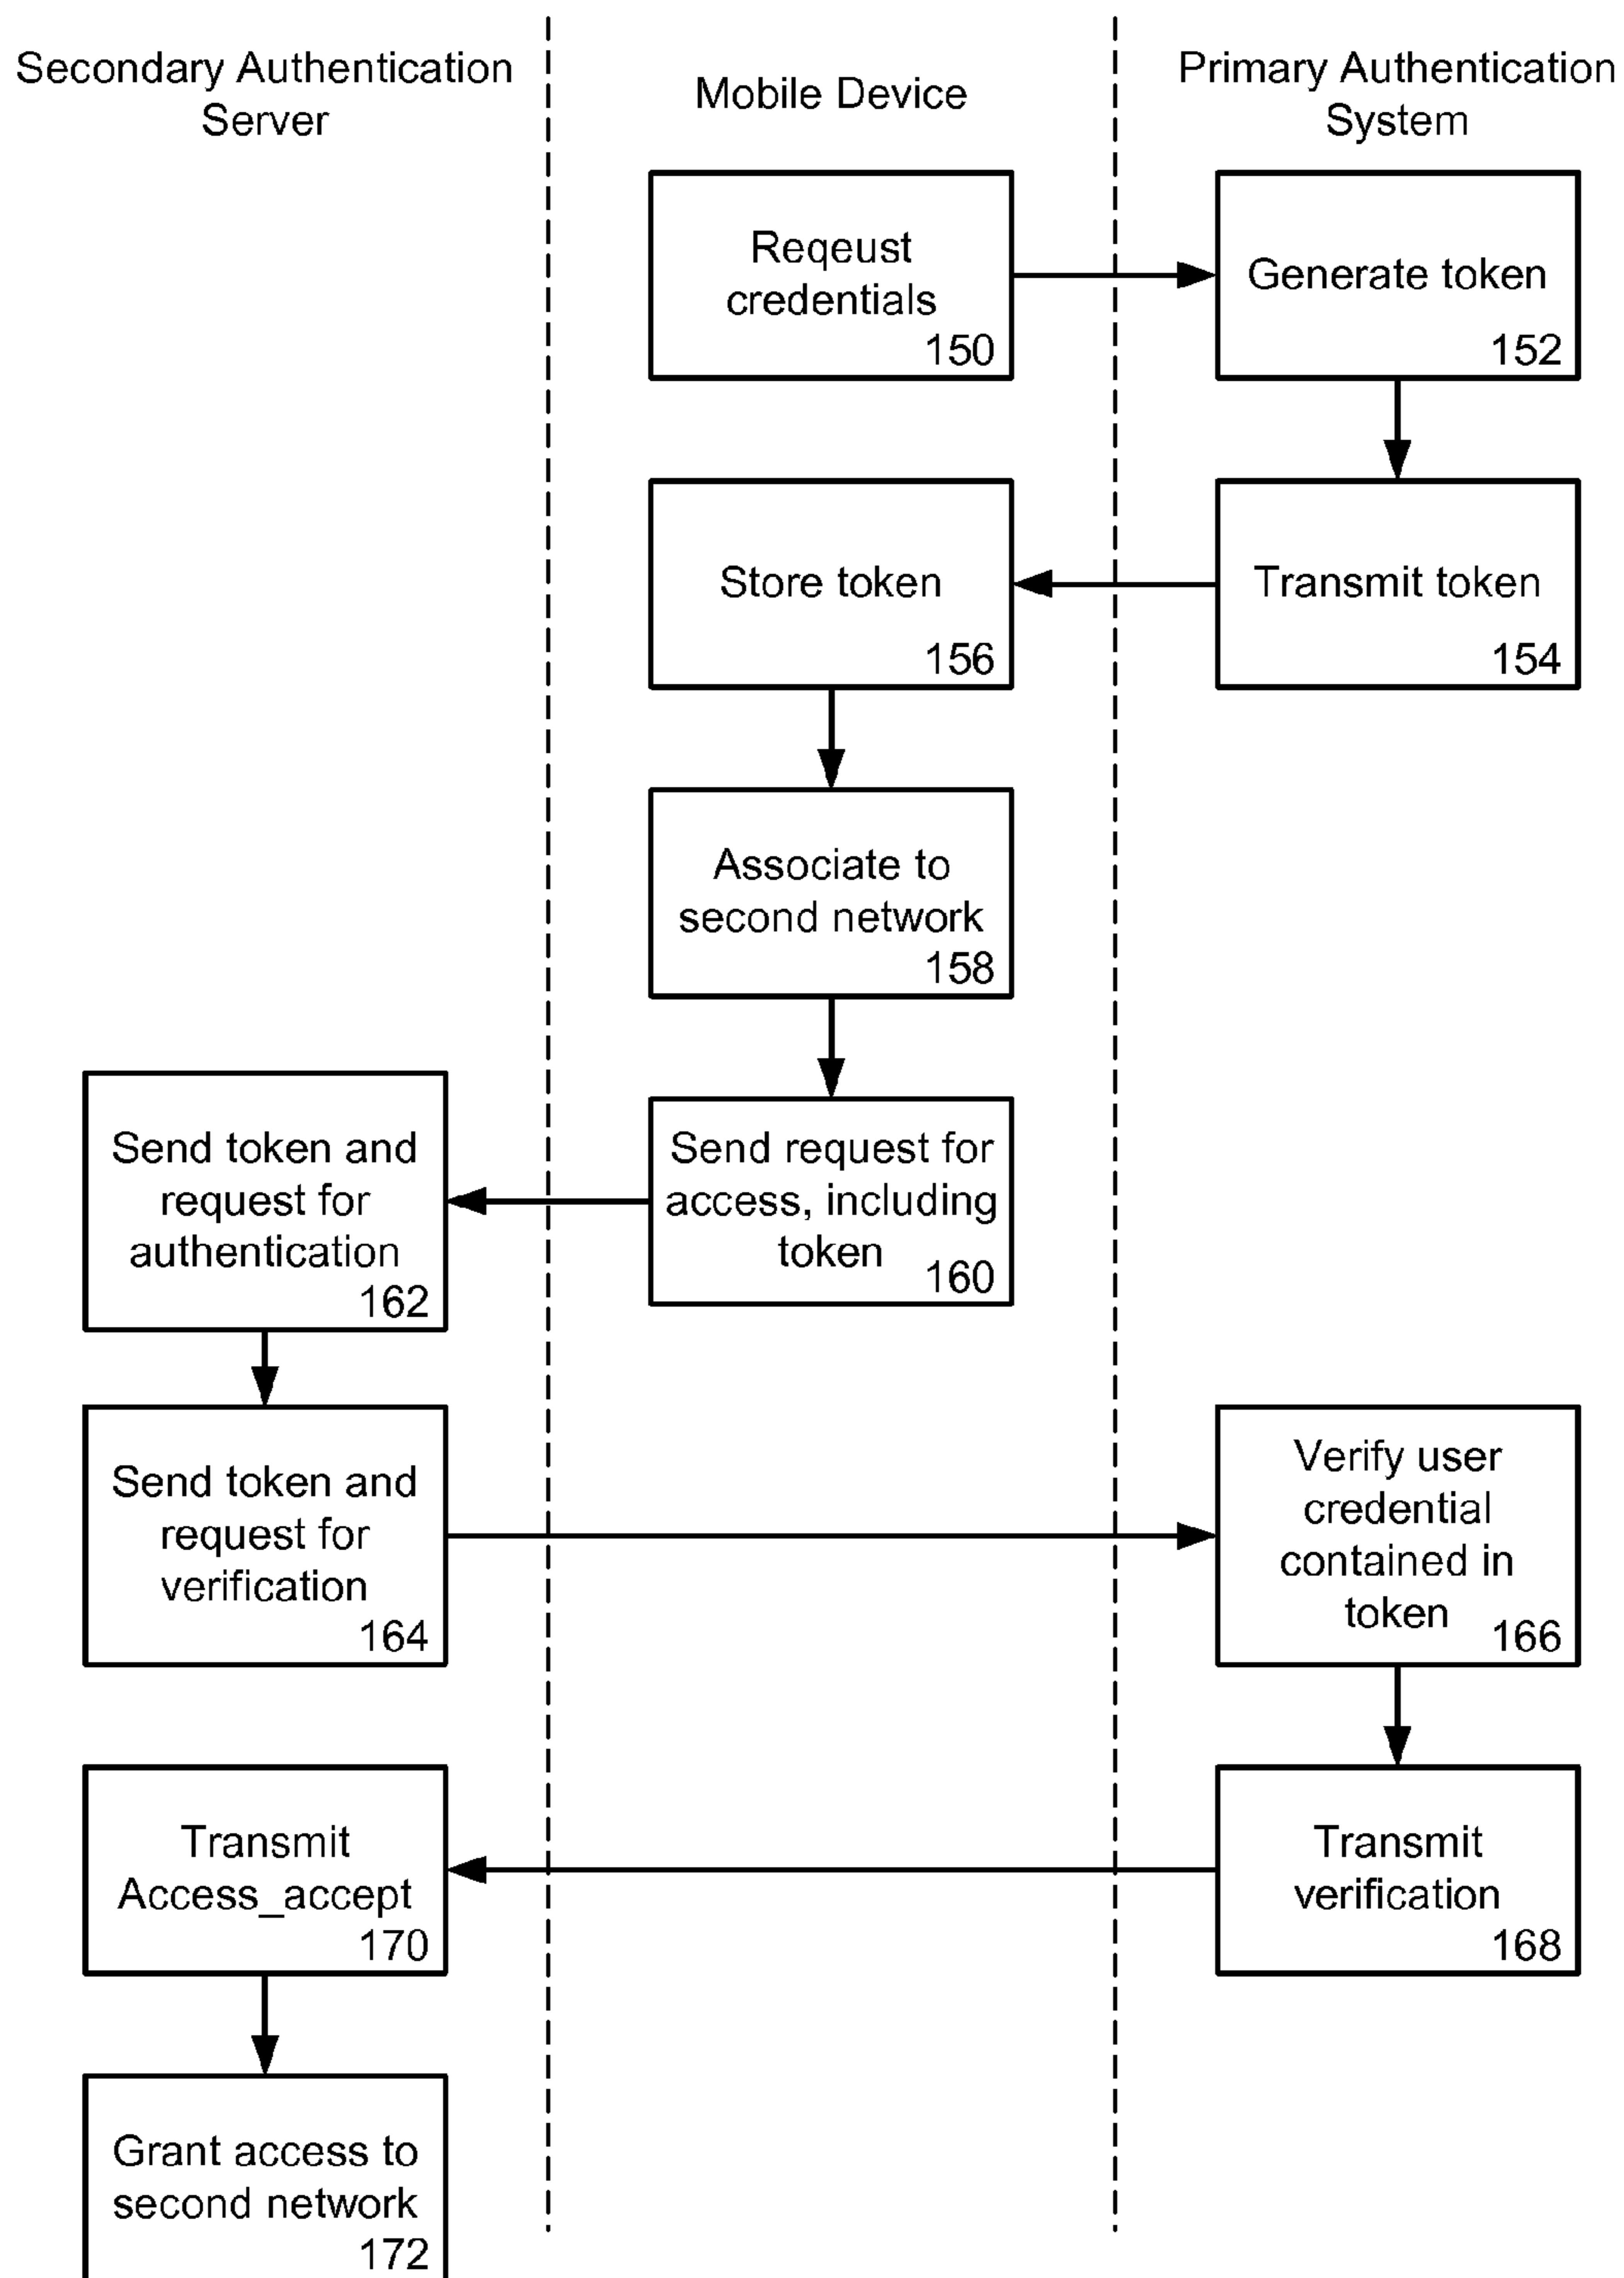 Secondary Authentication
Server
Mobile Device
Primary Authentication
System
Reqeust
credentials
150
Generate token
152
Store token
156
Transmit token
154
Associate to
second network
158
Send token and
request for
authentication
162
Send request for
access, including
token
160
Send token and
request for
verification
164
Verify user
credential
contained in
token
166
Transmit
Access_accept
170
Transmit
verification
168
Grant access to
second network
172